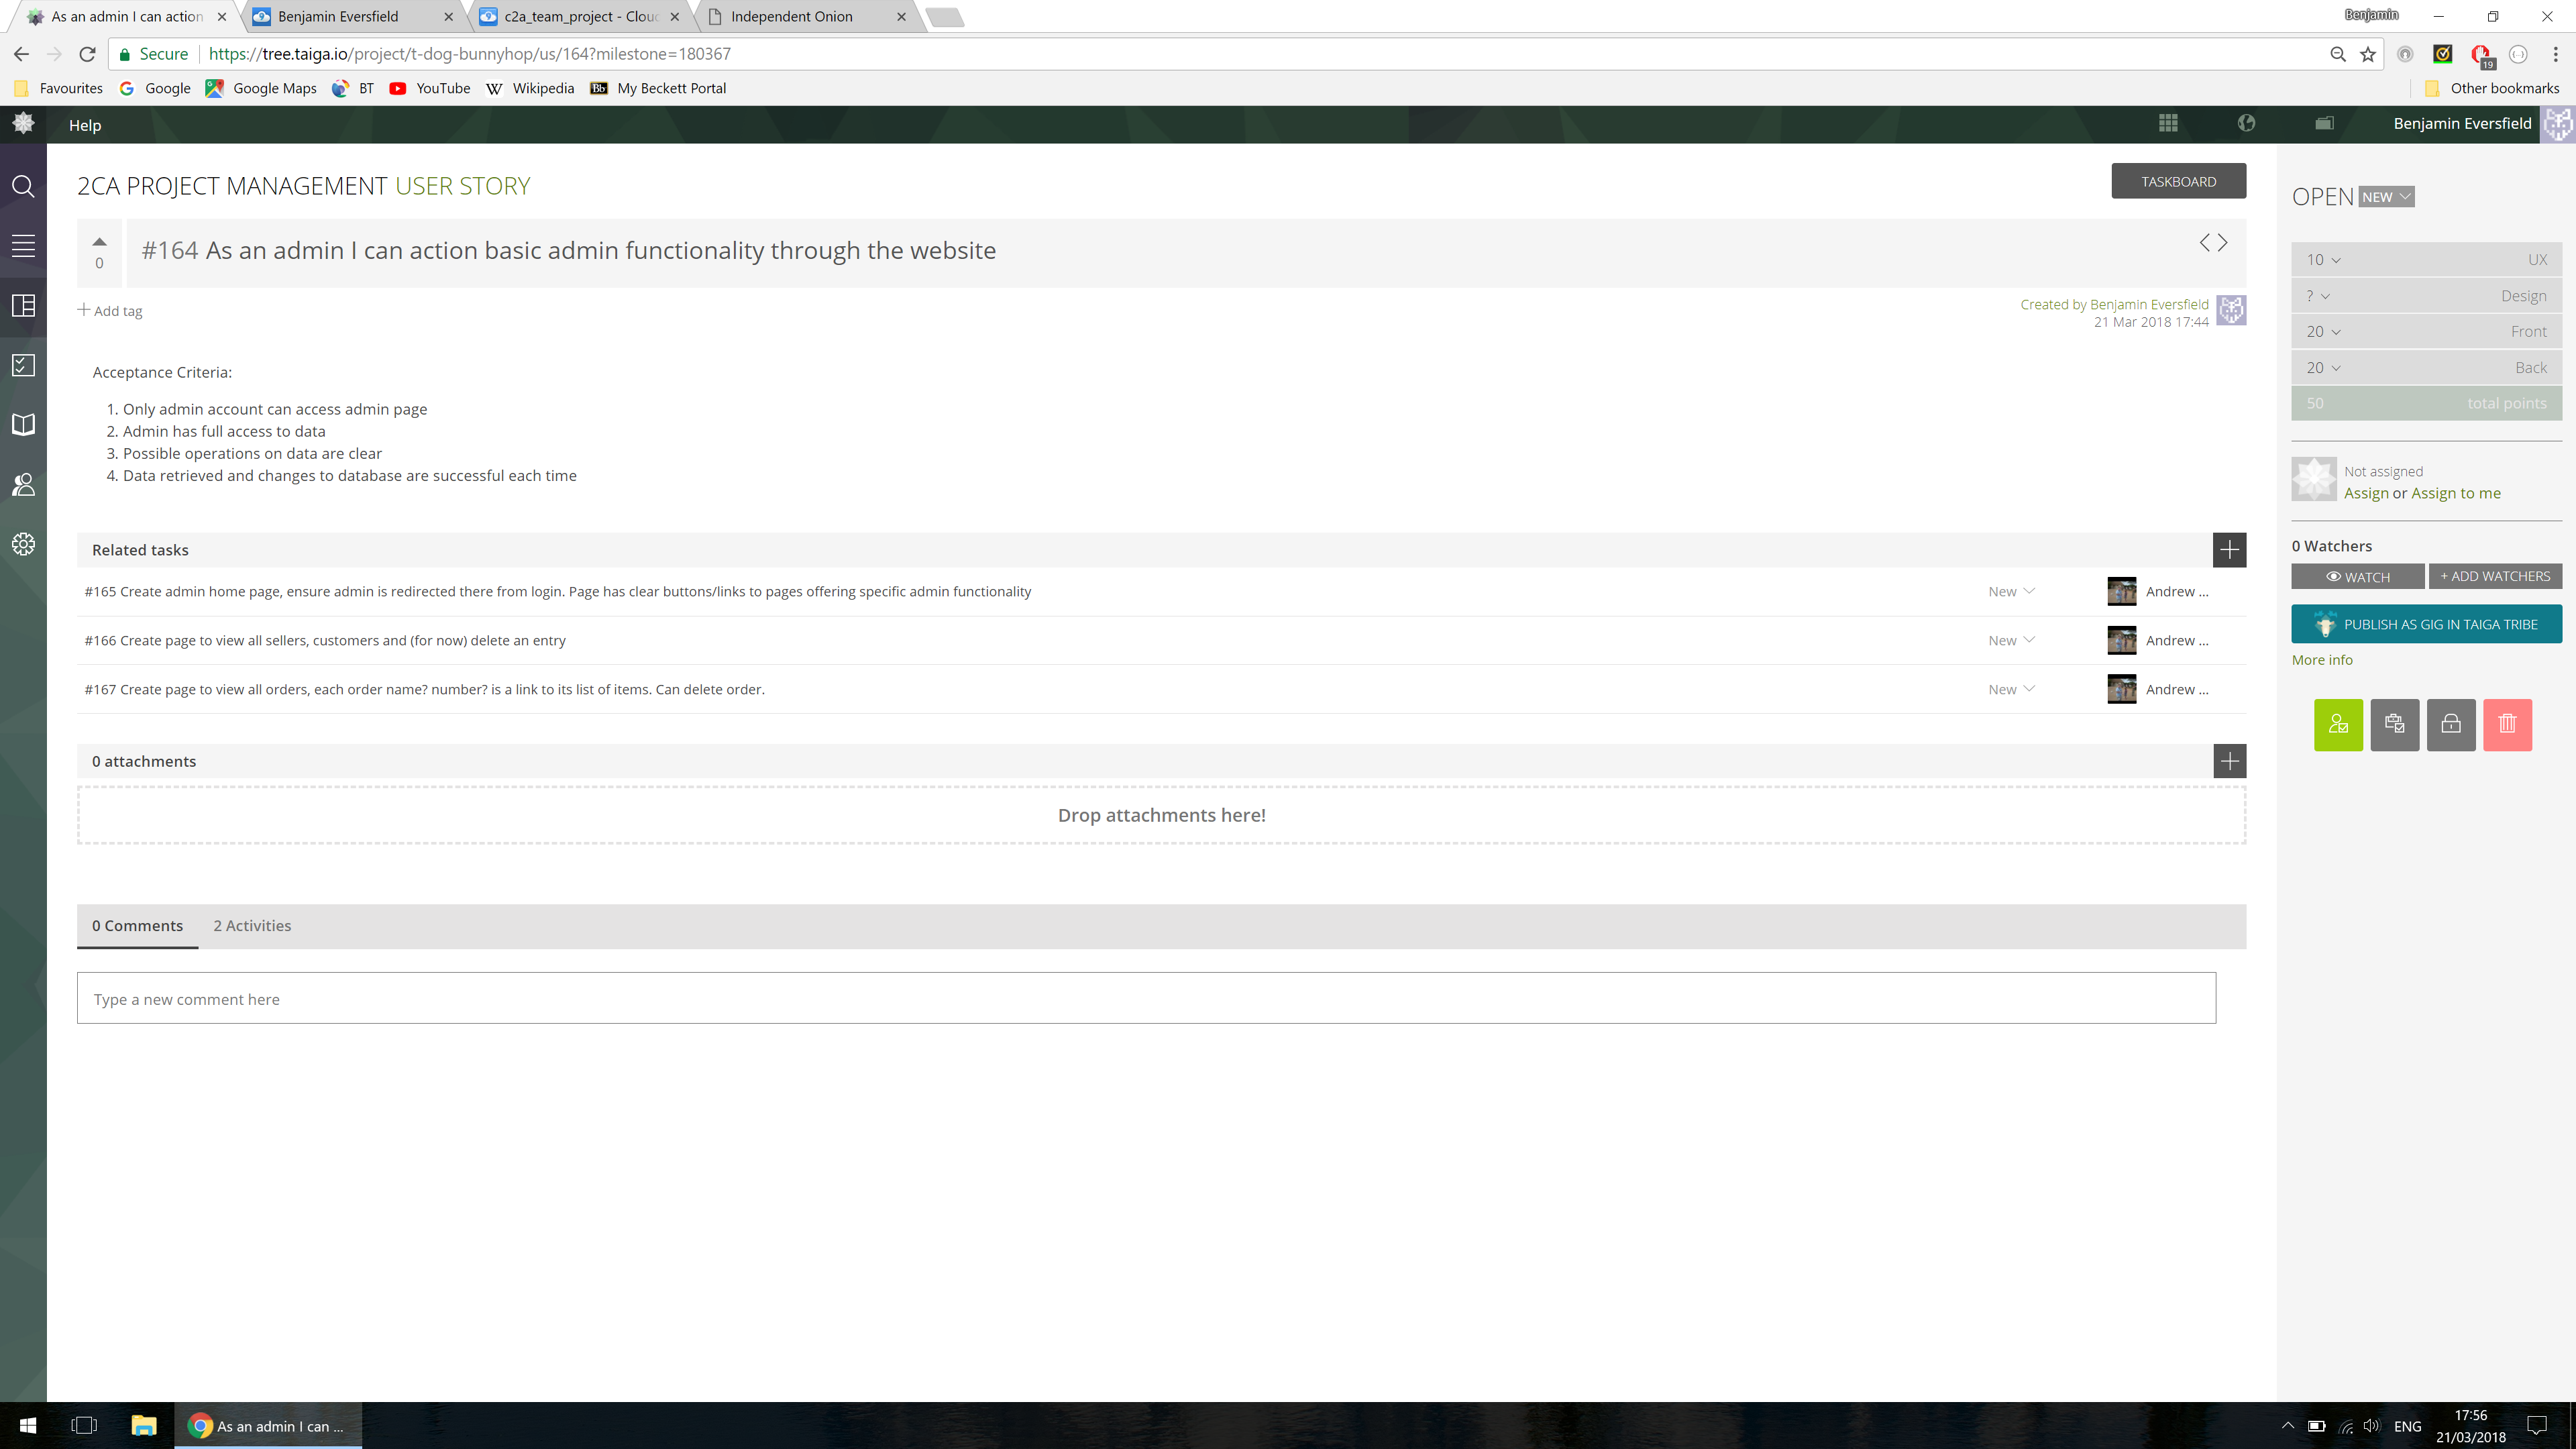 As an admin I can action
Benjamin Eversfield
c2a_team_project - Clou
Independent Onion
Benjamin
Secure
https://tree.taiga.io/project/t-dog-bunnyhop/us/164?milestone=180367
19
Favourites
Google
Google Maps
BT
YouTube
W Wikipedia
Bb My Beckett Portal
Other bookmarks
Help
Benjamin Eversfield
2CA PROJECT MANAGEMENT USER STORY
TASKBOARD
0
#164 As an admin I can action basic admin functionality through the website
+ Add tag
Created by Benjamin Eversfield
21 Mar 2018 17:44
Acceptance Criteria:
1. Only admin account can access admin page
2. Admin has full access to data
3. Possible operations on data are clear
4. Data retrieved and changes to database are successful each time
Related tasks
#165 Create admin home page, ensure admin is redirected there from login. Page has clear buttons/links to pages offering specific admin functionality
New
Andrew ...
#166 Create page to view all sellers, customers and (for now) delete an entry
New
Andrew ...
#167 Create page to view all orders, each order name? number? is a link to its list of items. Can delete order.
New
Andrew ...
0 attachments
Drop attachments here!
0 Comments
2 Activities
Type a new comment here
OPEN NEW
10 UX
? Design
20 Front
20 Back
50 total points
Not assigned
Assign or Assign to me
0 Watchers
WATCH
+ ADD WATCHERS
PUBLISH AS GIG IN TAIGA TRIBE
More info
As an admin I can ...
ENG
17:56
21/03/2018